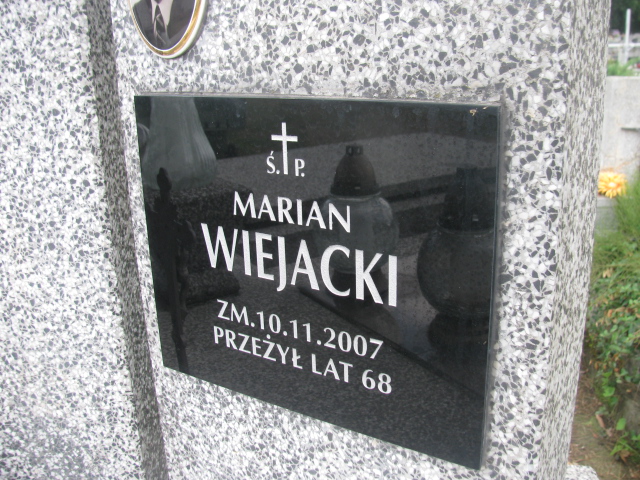 Ś. P.
MARIAN
WIEJACKI
ZM.10.11.2007
PRZEŻYŁ LAT 68